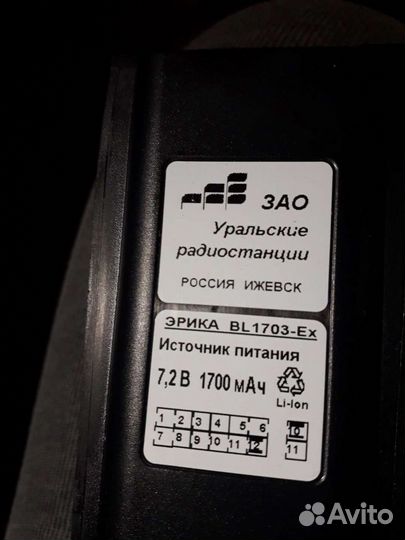 ЗАО
Уральские
радиостанции
РОССИЯ ИЖЕВСК
ЭРИКА BL1703-Ex
Источник питания
7,2 В 1700 мАч
Li-Ion
1 2 3 4 5 6
7 8 9 10 11 12
10
11
Avito